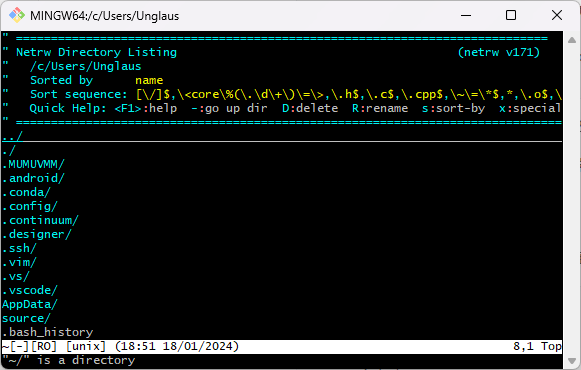 MINGW64:/c/Users/Unglaus
" ============================================================================
" Netrw Directory Listing                                        (netrw v171)
"   /c/Users/Unglaus
"   Sorted by      name
"   Sort sequence: [\/]$,\<core\%(\.\d\+\)\=\>,\.h$,\.c$,\.cpp$,\~\=\*$,*,\.o$,\
"   Quick Help: <F1>:help  -:go up dir  D:delete  R:rename  s:sort-by  x:special
" ==============================================================================
../
./
.MUMUVMM/
.android/
.conda/
.config/
.continuum/
.designer/
.ssh/
.vim/
.vs/
.vscode/
AppData/
source/
.bash_history
~[-][RO] [unix] (18:51 18/01/2024)                                    8,1 Top
"~/" is a directory